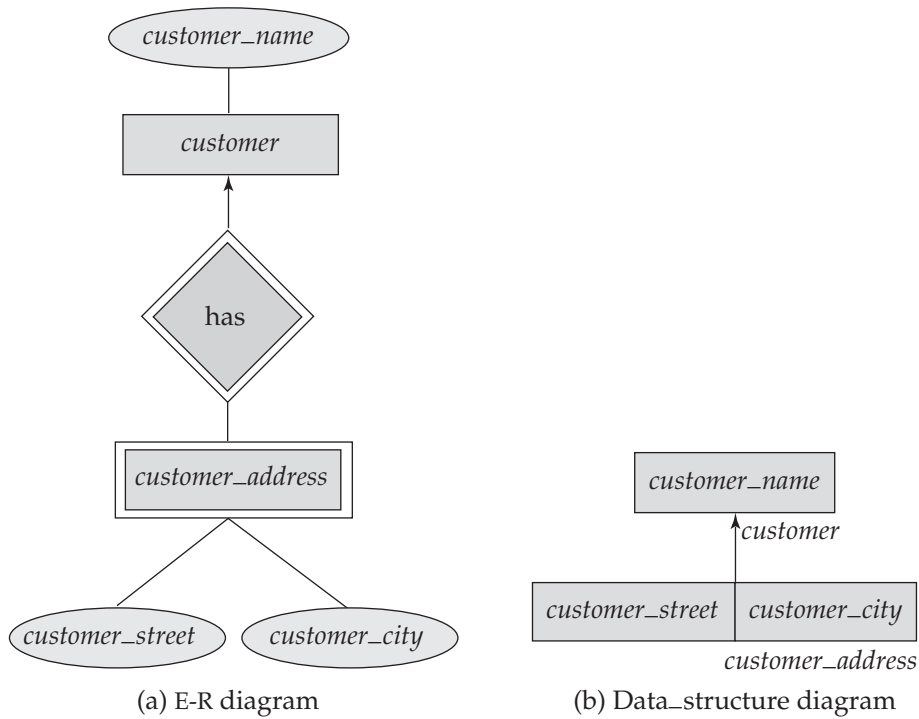 customer_name
customer
has
customer_address
customer_street
customer_city
(a) E-R diagram
customer_name
customer
customer_street
customer_city
customer_address
(b) Data_structure diagram